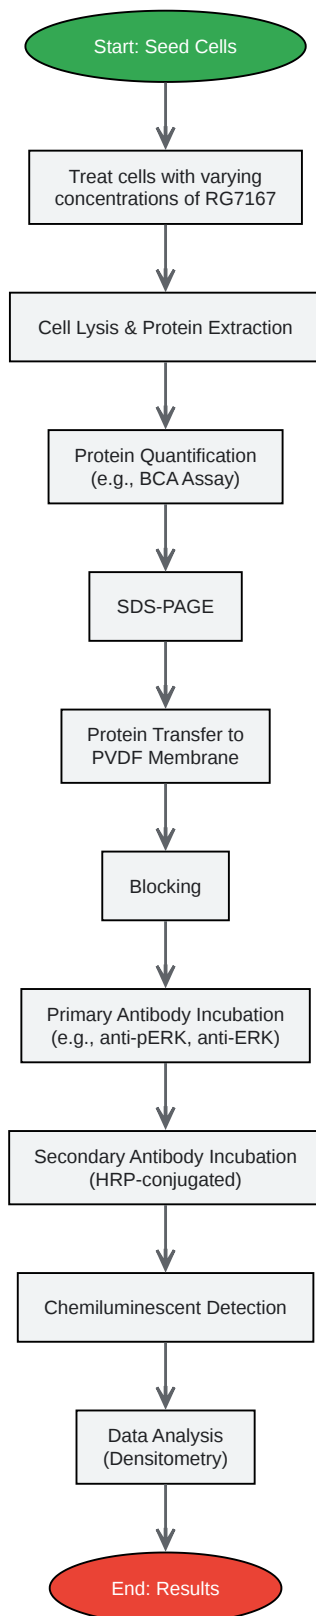 Start: Seed Cells
Treat cells with varying
concentrations of RG7167
Cell Lysis & Protein Extraction
Protein Quantification
(e.g., BCA Assay)
SDS-PAGE
Protein Transfer to
PVDF Membrane
Blocking
Primary Antibody Incubation
(e.g., anti-pERK, anti-ERK)
Secondary Antibody Incubation
(HRP-conjugated)
Chemiluminescent Detection
Data Analysis
(Densitometry)
End: Results